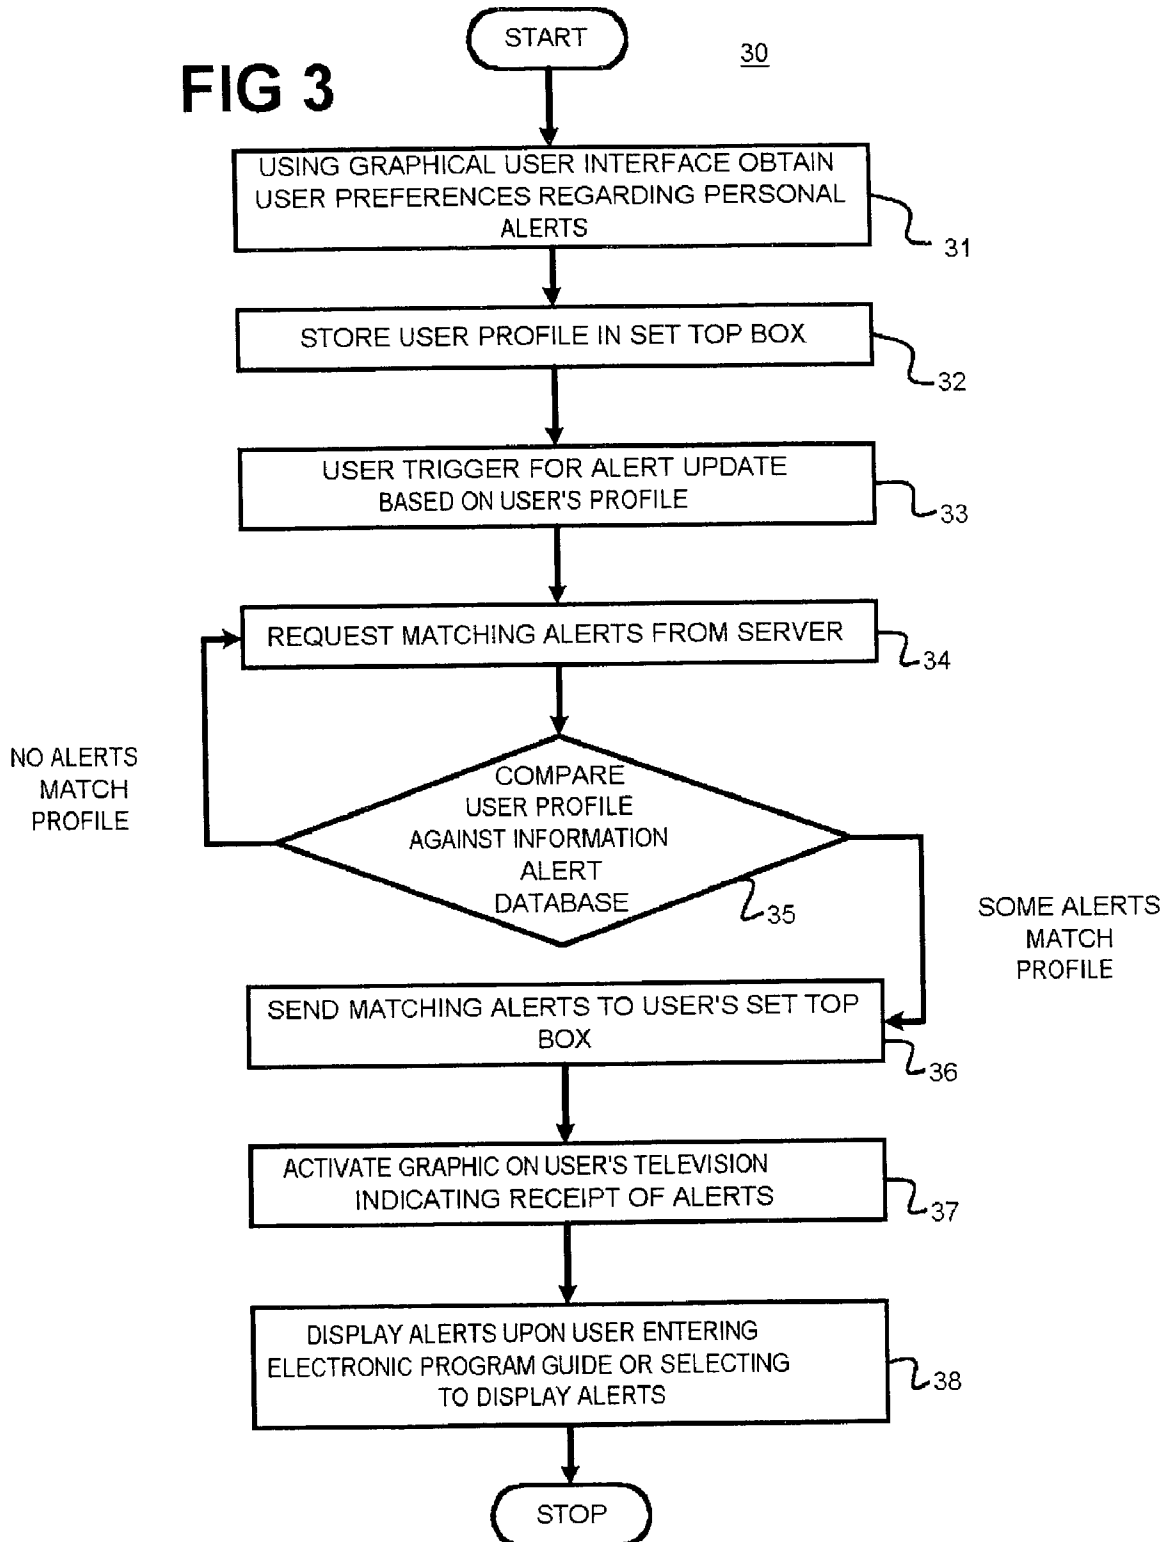 START
30
FIG 3
USING GRAPHICAL USER INTERFACE OBTAIN
USER PREFERENCES REGARDING PERSONAL
ALERTS
31
STORE USER PROFILE IN SET TOP BOX
32
USER TRIGGER FOR ALERT UPDATE
BASED ON USER'S PROFILE
33
REQUEST MATCHING ALERTS FROM SERVER
34
NO ALERTS
MATCH
PROFILE
COMPARE
USER PROFILE
AGAINST INFORMATION
ALERT
DATABASE
35
SOME ALERTS
MATCH
PROFILE
SEND MATCHING ALERTS TO USER'S SET TOP
BOX
36
ACTIVATE GRAPHIC ON USER'S TELEVISION
INDICATING RECEIPT OF ALERTS
37
DISPLAY ALERTS UPON USER ENTERING
ELECTRONIC PROGRAM GUIDE OR SELECTING
TO DISPLAY ALERTS
38
STOP